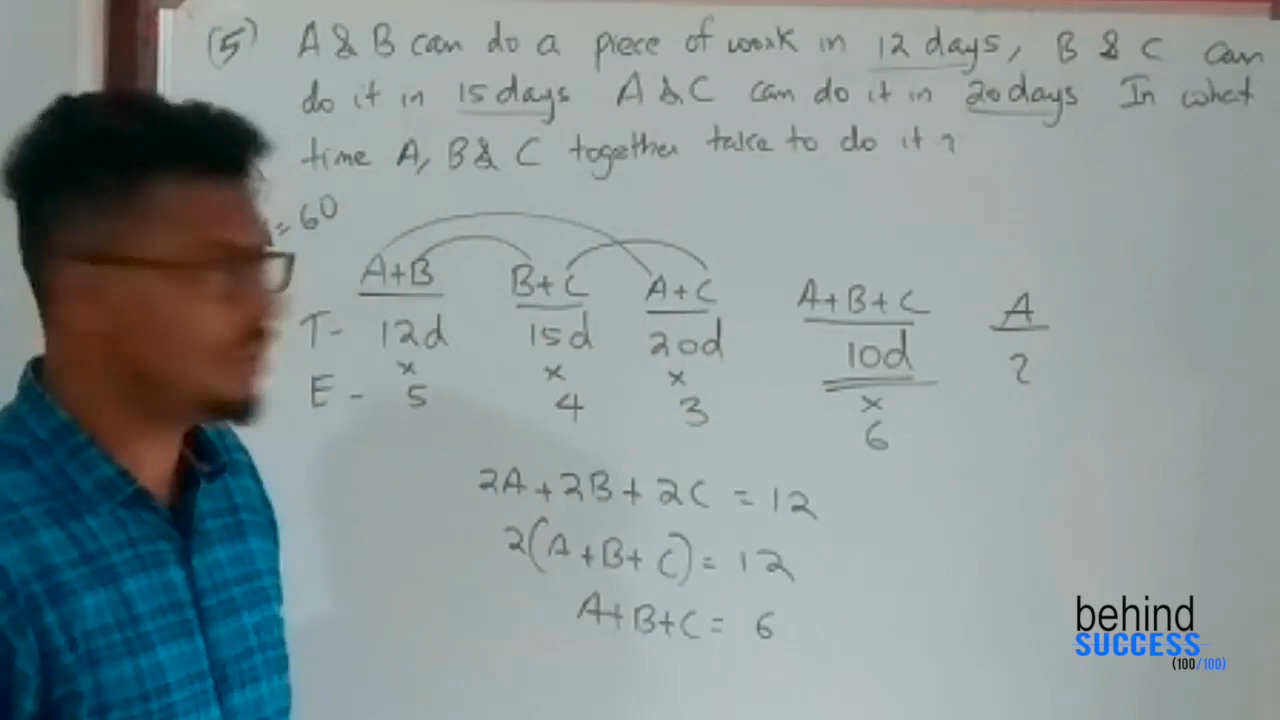 (5) A & B can do a piece of work in 12 days, B & C can
do it in 15 days A & C can do it in 20 days In what
time A, B & C together take to do it ?
= 60
A+B B+C A+C A+B+C A
T- 12d 15d 20d 10d ?
x x x x
E - 5 4 3 6
2A+2B+2C = 12
2(A+B+C) = 12
A+B+C = 6
behind
SUCCESS
(100/100)